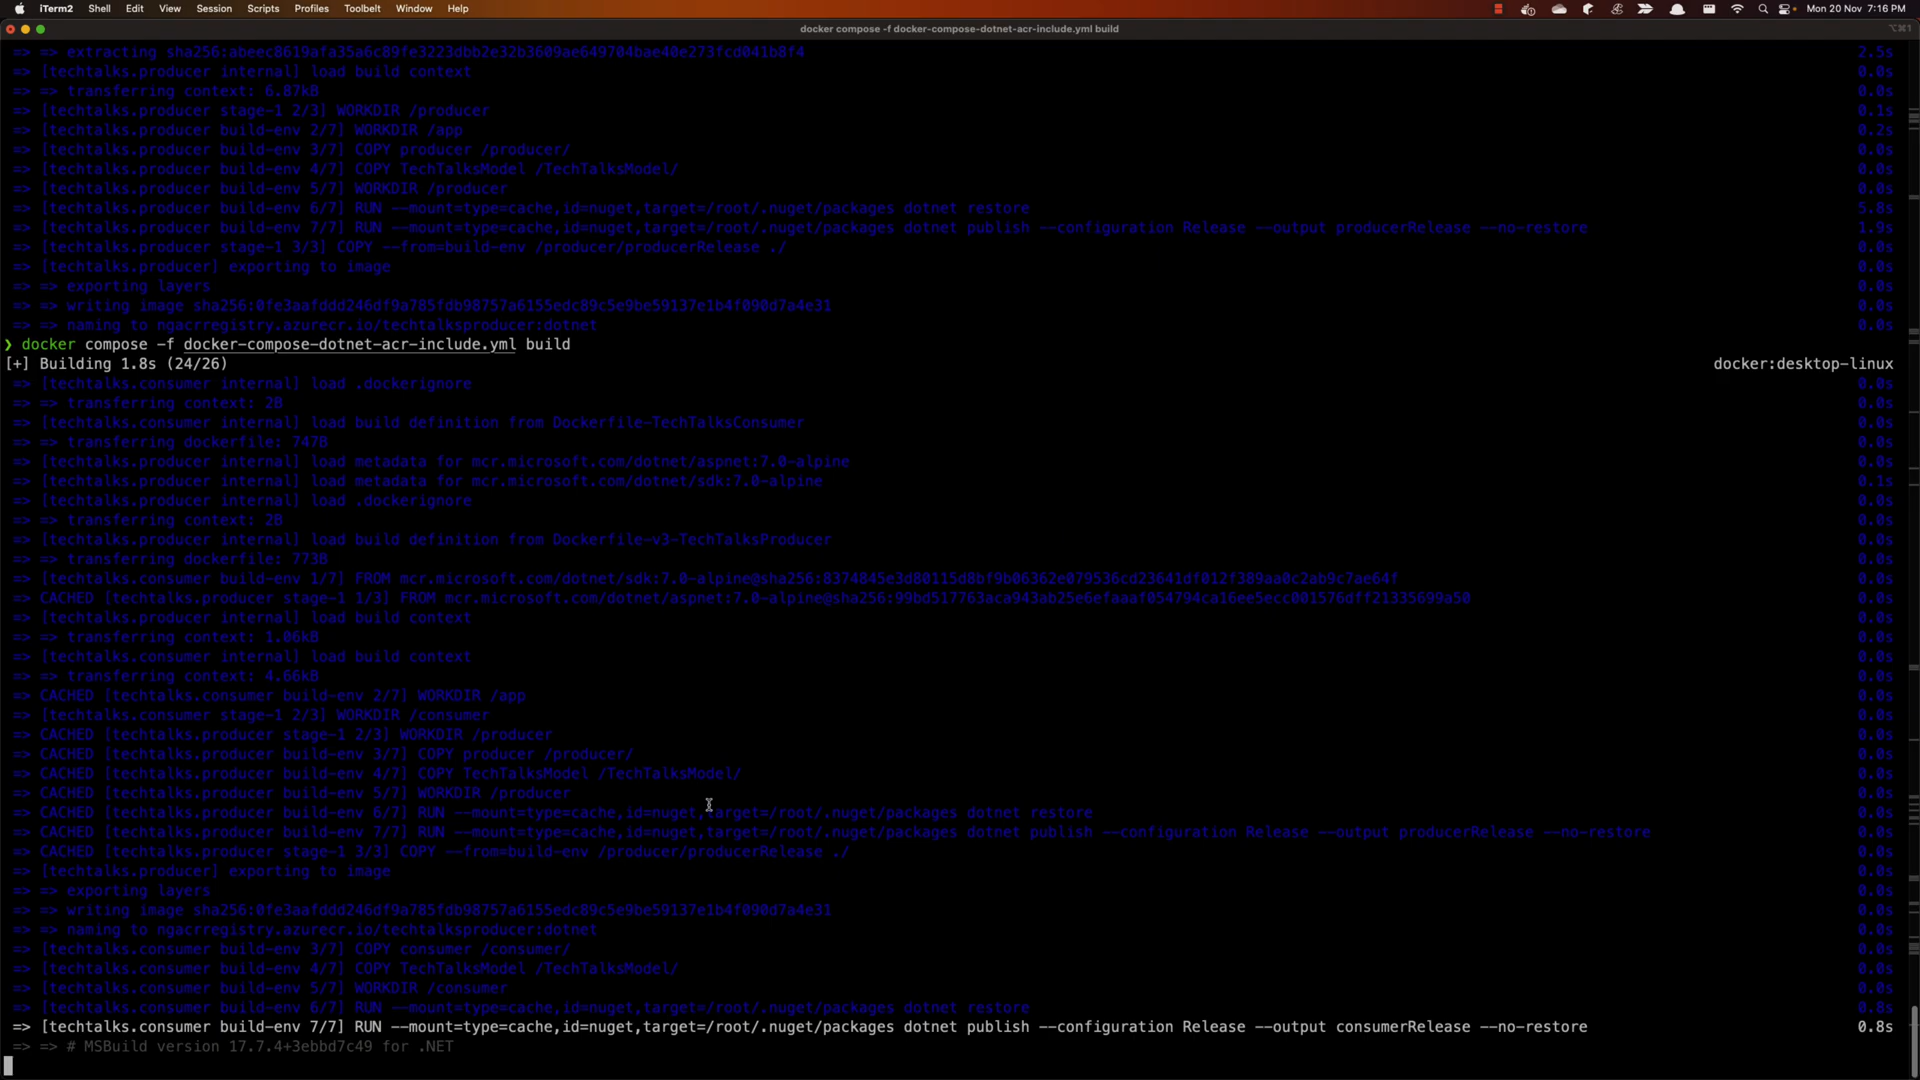 iTerm2 Shell Edit View Session Scripts Profiles Toolbelt Window Help Mon 20 Nov 7:16 PM
docker compose -f docker-compose-dotnet-acr-include.yml build ⌥⌘1
=> => extracting sha256:abeec8619afa35a6c89fe3223dbb2e32b3609ae649704bae40e273fcd041b8f4 2.5s
=> [techtalks.producer internal] load build context 0.0s
=> => transferring context: 6.87kB 0.0s
=> [techtalks.producer stage-1 2/3] WORKDIR /producer 0.1s
=> [techtalks.producer build-env 2/7] WORKDIR /app 0.2s
=> [techtalks.producer build-env 3/7] COPY producer /producer/ 0.0s
=> [techtalks.producer build-env 4/7] COPY TechTalksModel /TechTalksModel/ 0.0s
=> [techtalks.producer build-env 5/7] WORKDIR /producer 0.0s
=> [techtalks.producer build-env 6/7] RUN --mount=type=cache,id=nuget,target=/root/.nuget/packages dotnet restore 5.8s
=> [techtalks.producer build-env 7/7] RUN --mount=type=cache,id=nuget,target=/root/.nuget/packages dotnet publish --configuration Release --output producerRelease --no-restore 1.9s
=> [techtalks.producer stage-1 3/3] COPY --from=build-env /producer/producerRelease ./ 0.0s
=> [techtalks.producer] exporting to image 0.0s
=> => exporting layers 0.0s
=> => writing image sha256:0fe3aafddd246df9a785fdb98757a6155edc89c5e9be59137e1b4f090d7a4e31 0.0s
=> => naming to ngacrregistry.azurecr.io/techtalksproducer:dotnet 0.0s
❯ docker compose -f docker-compose-dotnet-acr-include.yml build
[+] Building 1.8s (24/26) docker:desktop-linux
=> [techtalks.consumer internal] load .dockerignore 0.0s
=> => transferring context: 2B 0.0s
=> [techtalks.consumer internal] load build definition from Dockerfile-TechTalksConsumer 0.0s
=> => transferring dockerfile: 747B 0.0s
=> [techtalks.producer internal] load metadata for mcr.microsoft.com/dotnet/aspnet:7.0-alpine 0.0s
=> [techtalks.producer internal] load metadata for mcr.microsoft.com/dotnet/sdk:7.0-alpine 0.1s
=> [techtalks.producer internal] load .dockerignore 0.0s
=> => transferring context: 2B 0.0s
=> [techtalks.producer internal] load build definition from Dockerfile-v3-TechTalksProducer 0.0s
=> => transferring dockerfile: 773B 0.0s
=> [techtalks.consumer build-env 1/7] FROM mcr.microsoft.com/dotnet/sdk:7.0-alpine@sha256:8374845e3d80115d8bf9b06362e079536cd23641df012f389aa0c2ab9c7ae64f 0.0s
=> CACHED [techtalks.producer stage-1 1/3] FROM mcr.microsoft.com/dotnet/aspnet:7.0-alpine@sha256:99bd517763aca943ab25e6efaaaf054794ca16ee5ecc001576dff21335699a50 0.0s
=> [techtalks.producer internal] load build context 0.0s
=> => transferring context: 1.06kB 0.0s
=> [techtalks.consumer internal] load build context 0.0s
=> => transferring context: 4.66kB 0.0s
=> CACHED [techtalks.consumer build-env 2/7] WORKDIR /app 0.0s
=> [techtalks.consumer stage-1 2/3] WORKDIR /consumer 0.0s
=> CACHED [techtalks.producer stage-1 2/3] WORKDIR /producer 0.0s
=> CACHED [techtalks.producer build-env 3/7] COPY producer /producer/ 0.0s
=> CACHED [techtalks.producer build-env 4/7] COPY TechTalksModel /TechTalksModel/ 0.0s
=> CACHED [techtalks.producer build-env 5/7] WORKDIR /producer 0.0s
=> CACHED [techtalks.producer build-env 6/7] RUN --mount=type=cache,id=nuget,target=/root/.nuget/packages dotnet restore 0.0s
=> CACHED [techtalks.producer build-env 7/7] RUN --mount=type=cache,id=nuget,target=/root/.nuget/packages dotnet publish --configuration Release --output producerRelease --no-restore 0.0s
=> CACHED [techtalks.producer stage-1 3/3] COPY --from=build-env /producer/producerRelease ./ 0.0s
=> [techtalks.producer] exporting to image 0.0s
=> => exporting layers 0.0s
=> => writing image sha256:0fe3aafddd246df9a785fdb98757a6155edc89c5e9be59137e1b4f090d7a4e31 0.0s
=> => naming to ngacrregistry.azurecr.io/techtalksproducer:dotnet 0.0s
=> [techtalks.consumer build-env 3/7] COPY consumer /consumer/ 0.0s
=> [techtalks.consumer build-env 4/7] COPY TechTalksModel /TechTalksModel/ 0.0s
=> [techtalks.consumer build-env 5/7] WORKDIR /consumer 0.0s
=> [techtalks.consumer build-env 6/7] RUN --mount=type=cache,id=nuget,target=/root/.nuget/packages dotnet restore 0.8s
=> [techtalks.consumer build-env 7/7] RUN --mount=type=cache,id=nuget,target=/root/.nuget/packages dotnet publish --configuration Release --output consumerRelease --no-restore 0.8s
=> => # MSBuild version 17.7.4+3ebbd7c49 for .NET